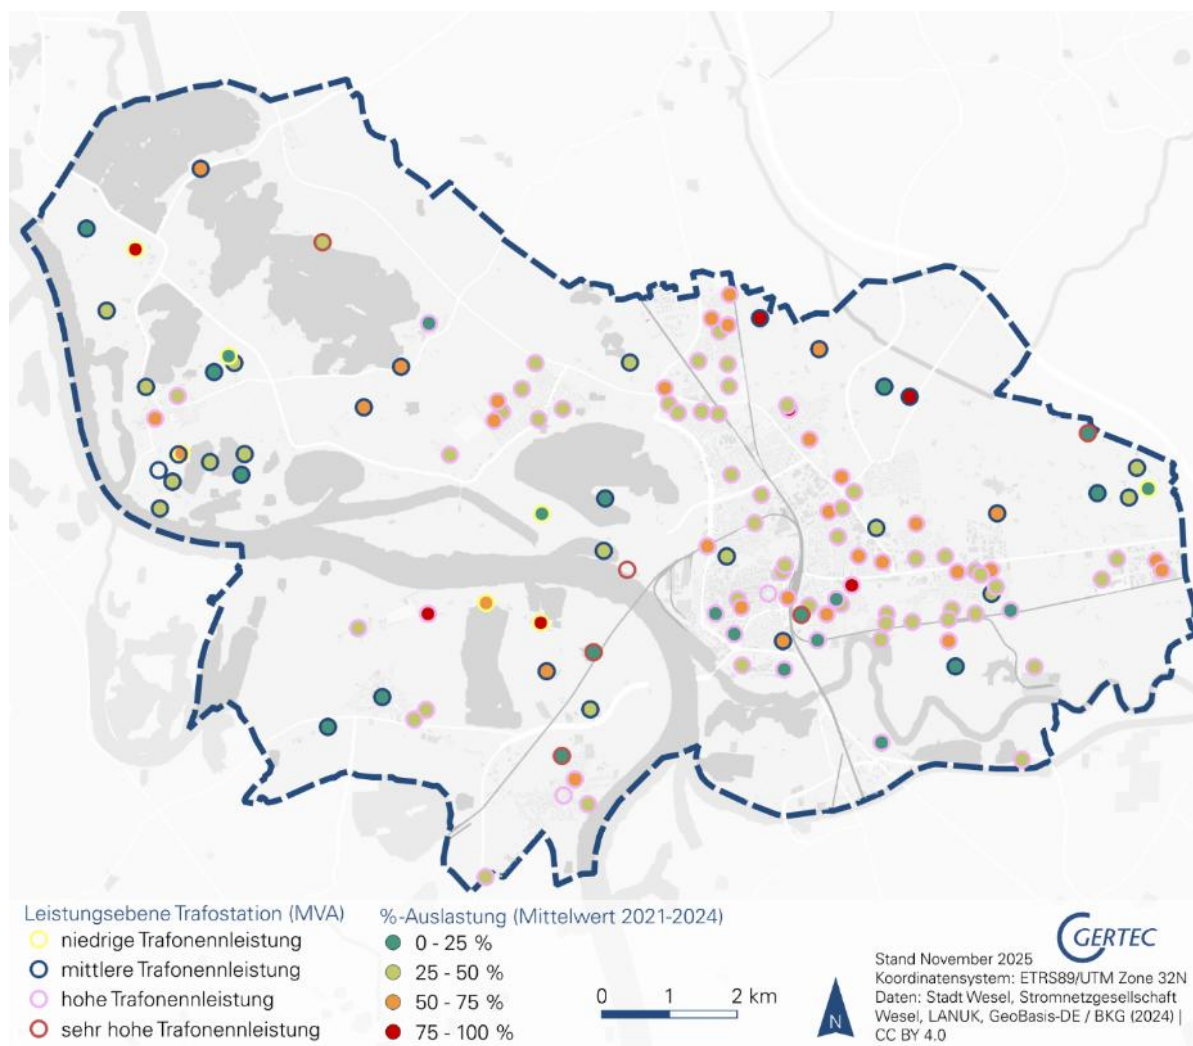 Leistungsebene Trafostation (MVA)
niedrige Trafonennleistung
mittlere Trafonennleistung
hohe Trafonennleistung
sehr hohe Trafonennleistung
%-Auslastung (Mittelwert 2021-2024)
0 - 25 %
25 - 50 %
50 - 75 %
75 - 100 %
0 1 2 km
N
GERTEC
Stand November 2025
Koordinatensystem: ETRS89/UTM Zone 32N
Daten: Stadt Wesel, Stromnetzgesellschaft
Wesel, LANUK, GeoBasis-DE / BKG (2024) |
CC BY 4.0